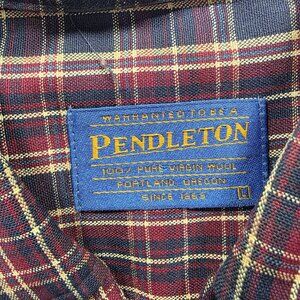 WARRANTED TO BE A
PENDLETON
100% PURE VIRGIN WOOL
PORTLAND, OREGON
SINCE 1863
L